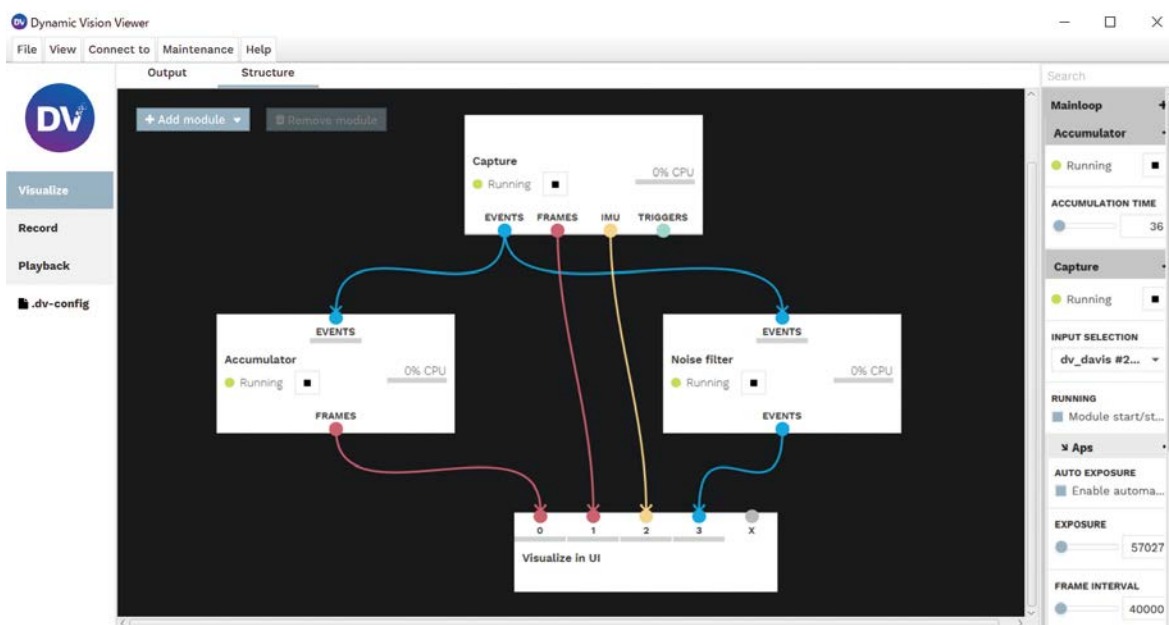 DV Dynamic Vision Viewer
File View Connect to Maintenance Help
Output Structure
Search
DV
+ Add module
Remove module
Visualize
Record
Playback
.dv-config
Capture
Running
0% CPU
EVENTS FRAMES IMU TRIGGERS
EVENTS
Accumulator
Running
0% CPU
FRAMES
EVENTS
Noise filter
Running
0% CPU
EVENTS
0 1 2 3 X
Visualize in UI
Mainloop +
Accumulator
Running
ACCUMULATION TIME
36
Capture
Running
INPUT SELECTION
dv_davis #2...
RUNNING
Module start/st...
Aps
AUTO EXPOSURE
Enable automa...
EXPOSURE
57027
FRAME INTERVAL
40000